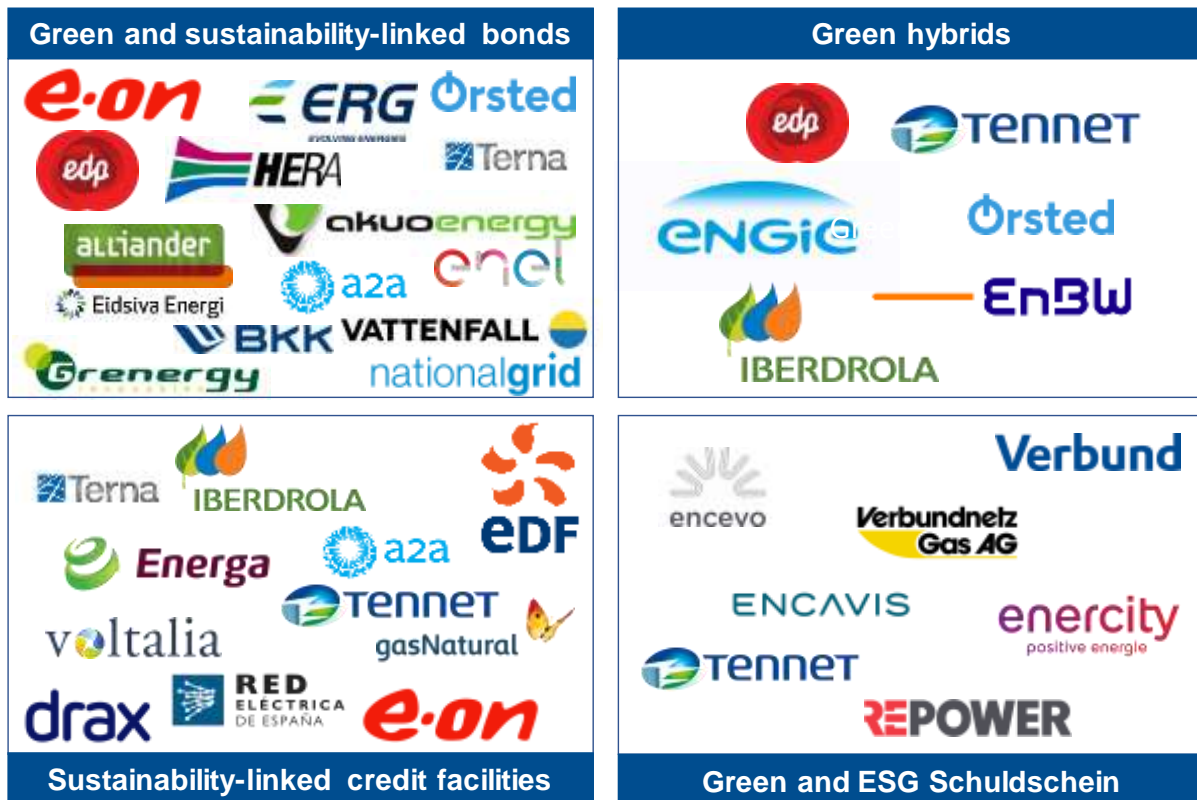 Green and sustainability-linked bonds
e·on
ERG
EVOLVING ENERGIES
Ørsted
edp
HERA
Terna
akuoenergy
alliander
enel
a2a
Eidsiva Energi
BKK
VATTENFALL
Grenergy
nationalgrid
Green hybrids
edp
TenneT
ENGIE
Ørsted
EnBW
IBERDROLA
Terna
IBERDROLA
eDF
Energa
a2a
TenneT
voltalia
gasNatural
drax
RED
ELÉCTRICA
DE ESPAÑA
e·on
Sustainability-linked credit facilities
encevo
Verbund
Verbundnetz
Gas AG
ENCAVIS
enercity
positive energie
TenneT
REPOWER
Green and ESG Schuldschein